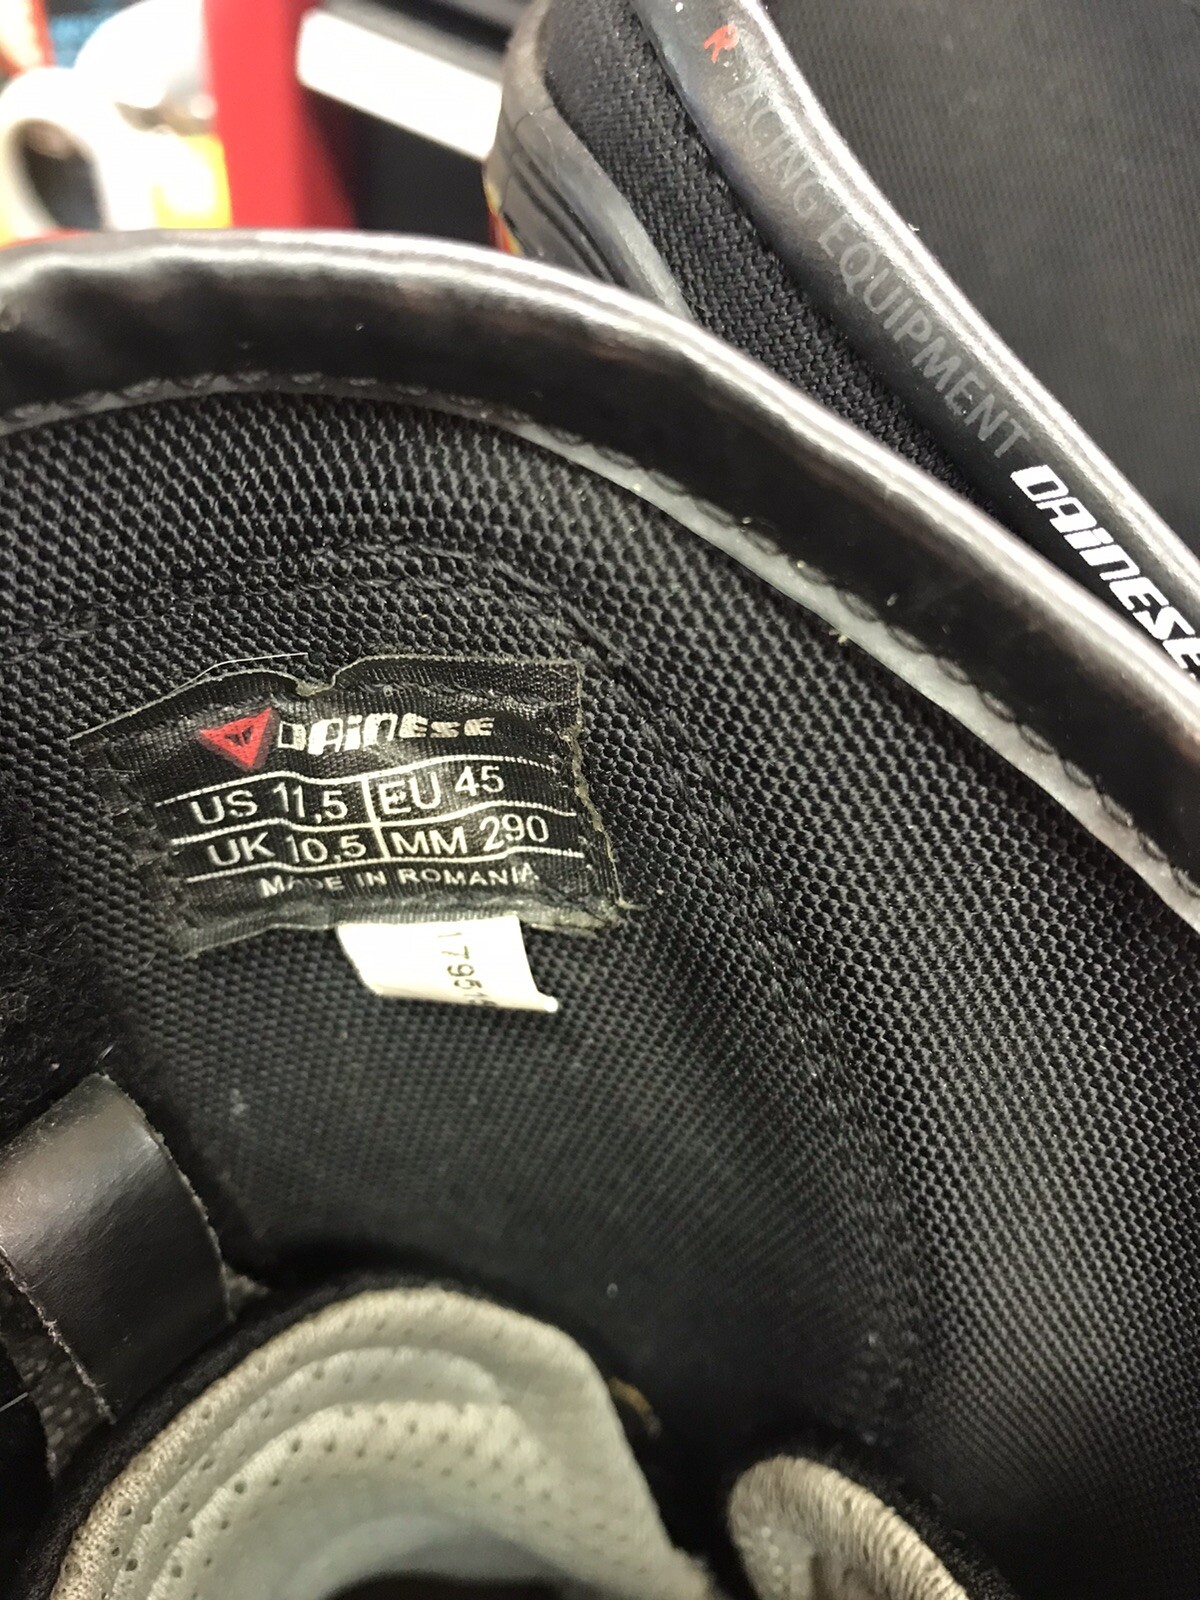 RACING EQUIPMENT DAINESE
DAINESE
US 11,5 EU 45
UK 10,5 MM 290
MADE IN ROMANIA